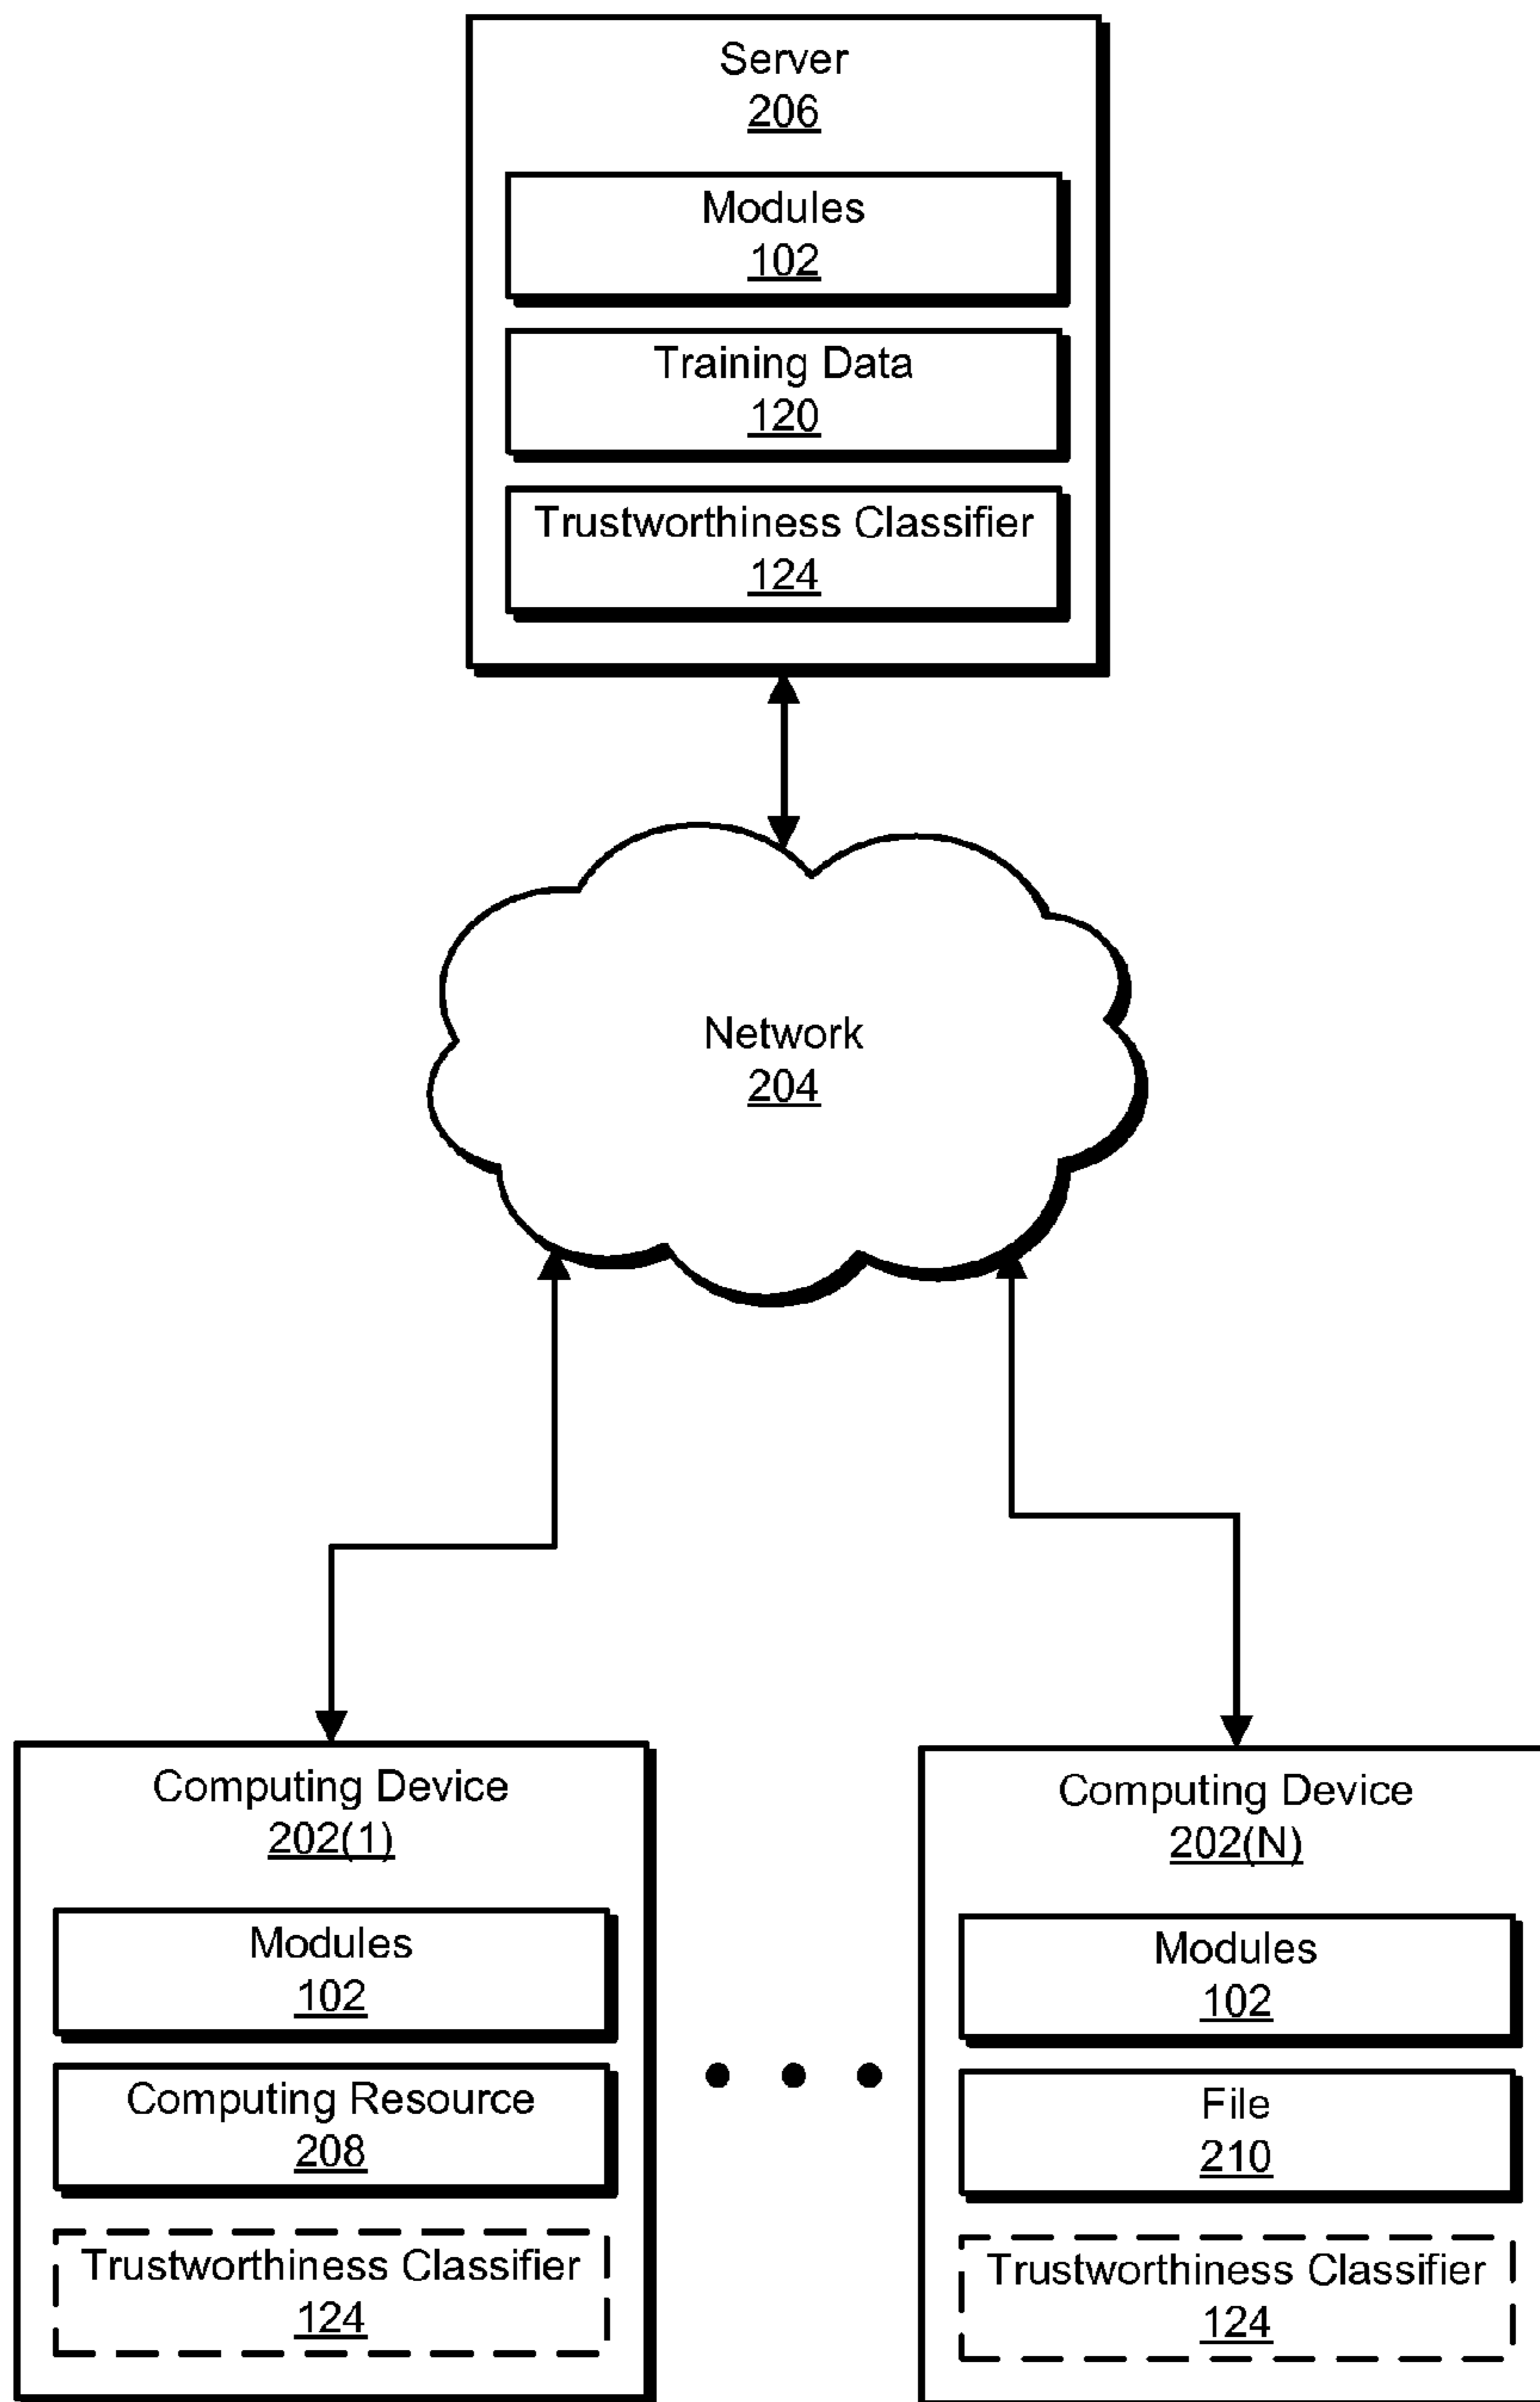 Server
206
Modules
102
Training Data
120
Trustworthiness Classifier
124
Network
204
Computing Device
202(1)
Modules
102
Computing Resource
208
Trustworthiness Classifier
124
Computing Device
202(N)
Modules
102
File
210
Trustworthiness Classifier
124